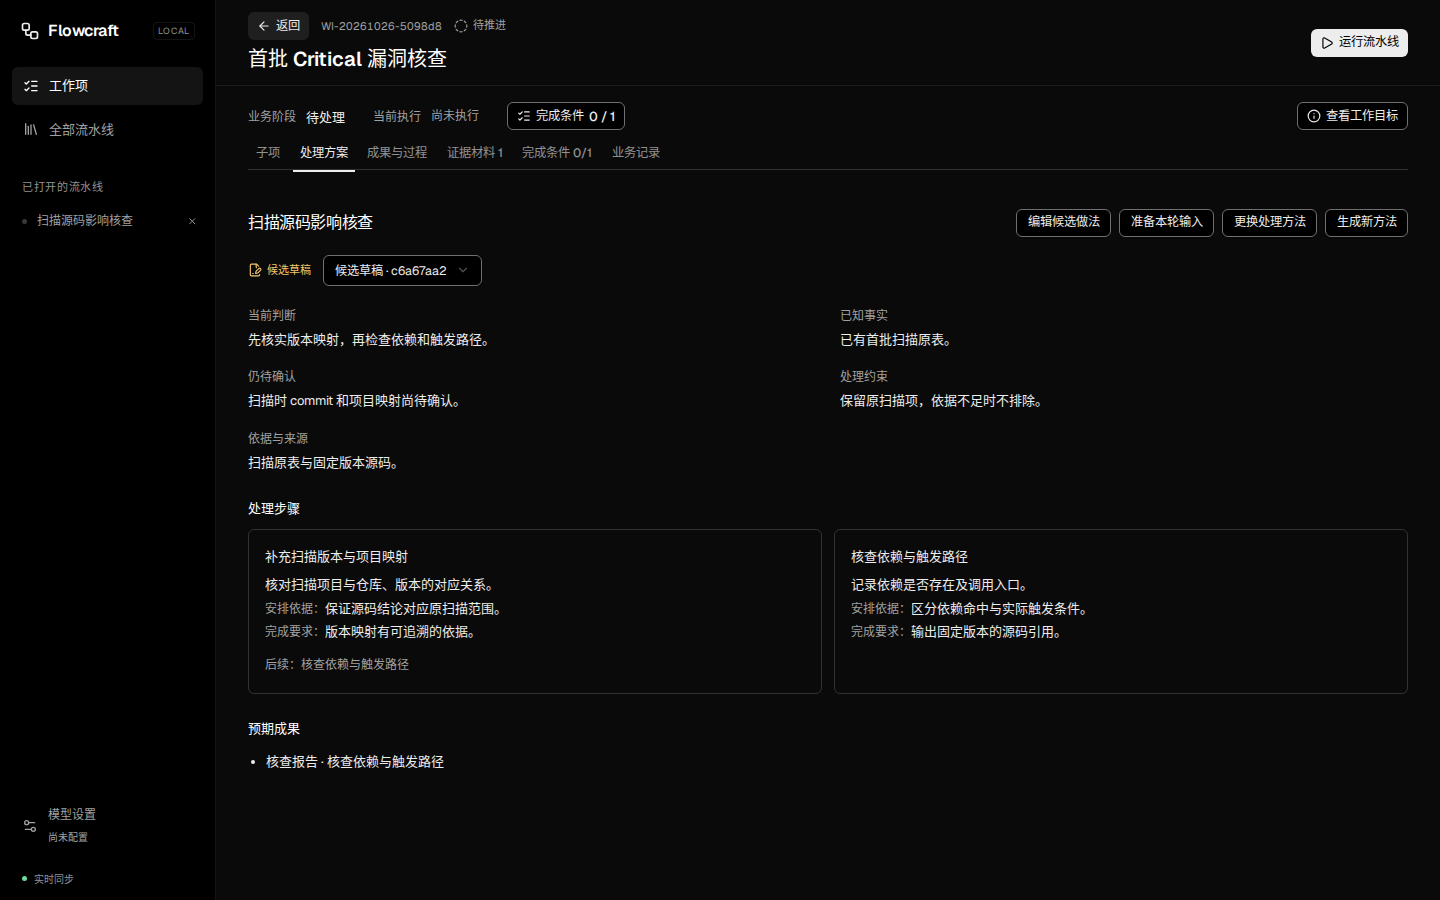 Flowcraft
LOCAL
工作项
全部流水线
已打开的流水线
扫描源码影响核查
模型设置
尚未配置
实时同步
返回
WI-20261026-5098d8
待推进
首批 Critical 漏洞核查
运行流水线
业务阶段 待处理
当前执行 尚未执行
完成条件 0 / 1
查看工作目标
子项
处理方案
成果与过程
证据材料 1
完成条件 0/1
业务记录
扫描源码影响核查
编辑候选做法
准备本轮输入
更换处理方法
生成新方法
候选草稿
候选草稿 · c6a67aa2
当前判断
先核实版本映射，再检查依赖和触发路径。
已知事实
已有首批扫描原表。
仍待确认
扫描时 commit 和项目映射尚待确认。
处理约束
保留原扫描项，依据不足时不排除。
依据与来源
扫描原表与固定版本源码。
处理步骤
补充扫描版本与项目映射
核对扫描项目与仓库、版本的对应关系。
安排依据：保证源码结论对应原扫描范围。
完成要求：版本映射有可追溯的依据。
后续：核查依赖与触发路径
核查依赖与触发路径
记录依赖是否存在及调用入口。
安排依据：区分依赖命中与实际触发条件。
完成要求：输出固定版本的源码引用。
预期成果
• 核查报告 · 核查依赖与触发路径